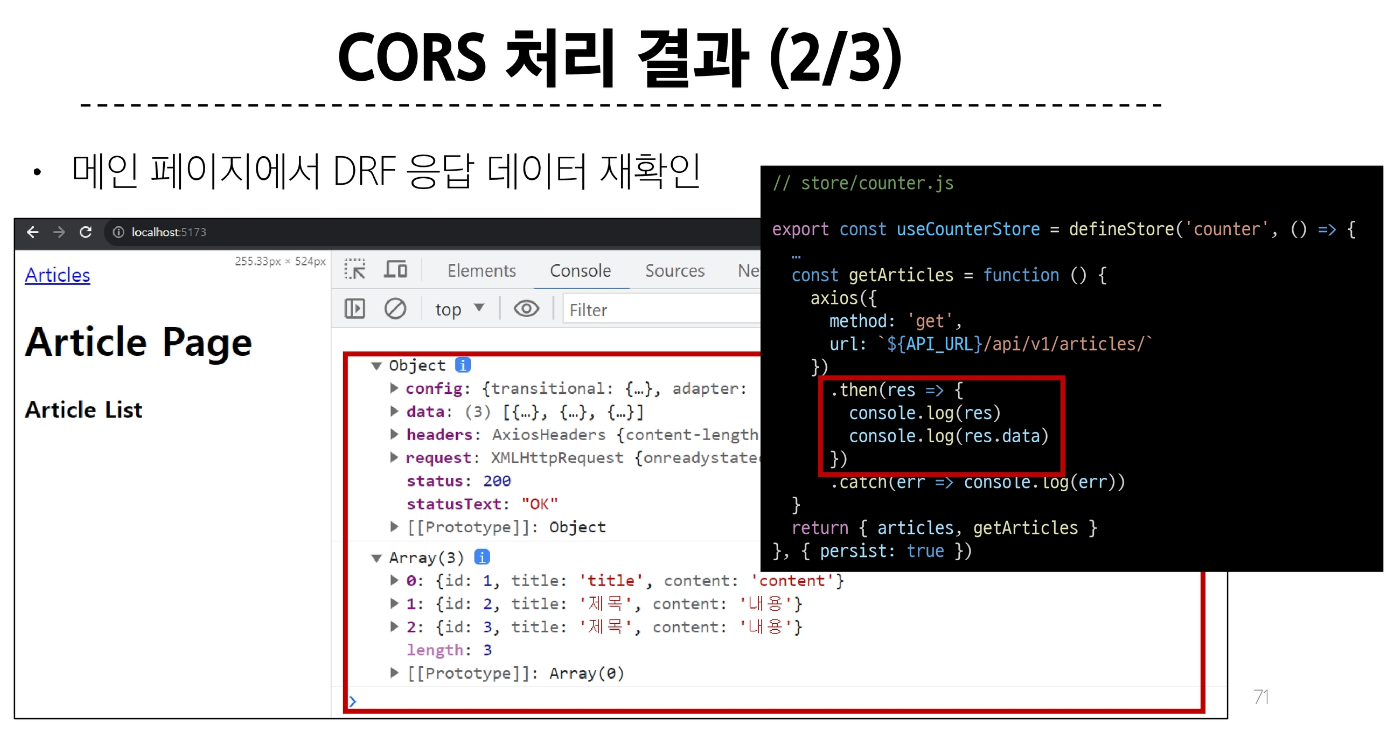 CORS 처리 결과 (2/3)
• 메인 페이지에서 DRF 응답 데이터 재확인
localhost:5173
Articles
255.33px × 524px
Article Page
Article List
Elements Console Sources Ne
top ▼ Filter
▼ Object i
▶ config: {transitional: {…}, adapter:
▶ data: (3) [{…}, {…}, {…}]
▶ headers: AxiosHeaders {content-length
▶ request: XMLHttpRequest {onreadystate
status: 200
statusText: "OK"
▶ [[Prototype]]: Object
▼ Array(3) i
▶ 0: {id: 1, title: 'title', content: 'content'}
▶ 1: {id: 2, title: '제목', content: '내용'}
▶ 2: {id: 3, title: '제목', content: '내용'}
length: 3
▶ [[Prototype]]: Array(0)
>
// store/counter.js
export const useCounterStore = defineStore('counter', () => {
…
const getArticles = function () {
axios({
method: 'get',
url: `${API_URL}/api/v1/articles/`
})
.then(res => {
console.log(res)
console.log(res.data)
})
.catch(err => console.log(err))
}
return { articles, getArticles }
}, { persist: true })
71